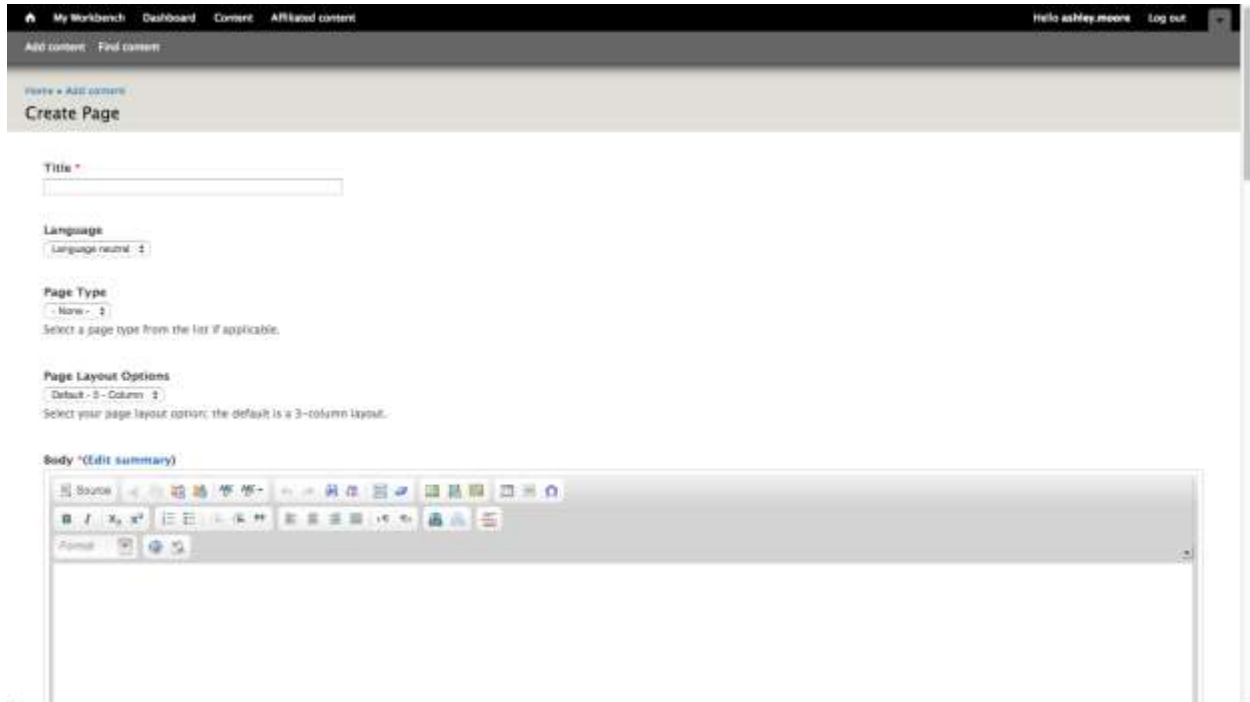 My Workbench Dashboard Content Affiliated content Hello ashley.moore Log out
Add content Find content
Home » Add content
Create Page
Title *
Language
Language neutral
Page Type
- None -
Select a page type from the list if applicable.
Page Layout Options
Default - 3 - Column
Select your page layout option; the default is a 3-column layout.
Body *(Edit summary)
Source
B I X₂ x²
Format